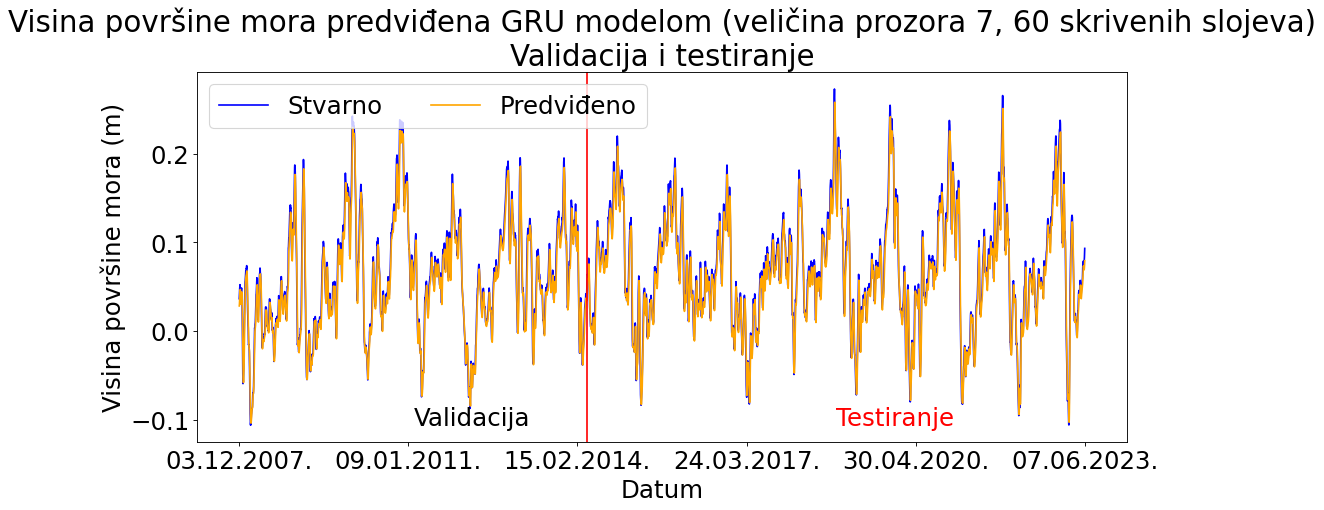 Visina površine mora predviđena GRU modelom (veličina prozora 7, 60 skrivenih slojeva)
Validacija i testiranje
Stvarno
Predviđeno
Visina površine mora (m)
0.2
0.1
0.0
−0.1
Validacija
Testiranje
03.12.2007.
09.01.2011.
15.02.2014.
24.03.2017.
30.04.2020.
07.06.2023.
Datum